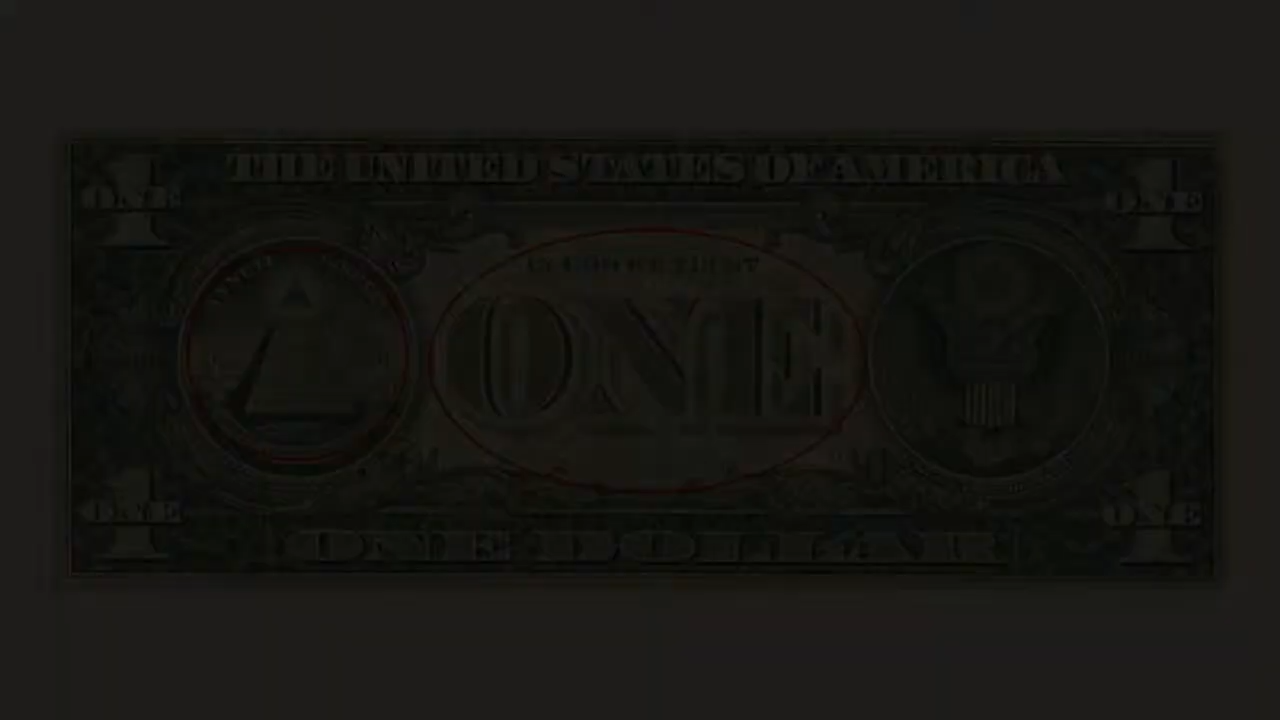 THE UNITED STATES OF AMERICA
ONE
ONE
IN GOD WE TRUST
ONE
ONE
ONE
ONE DOLLAR